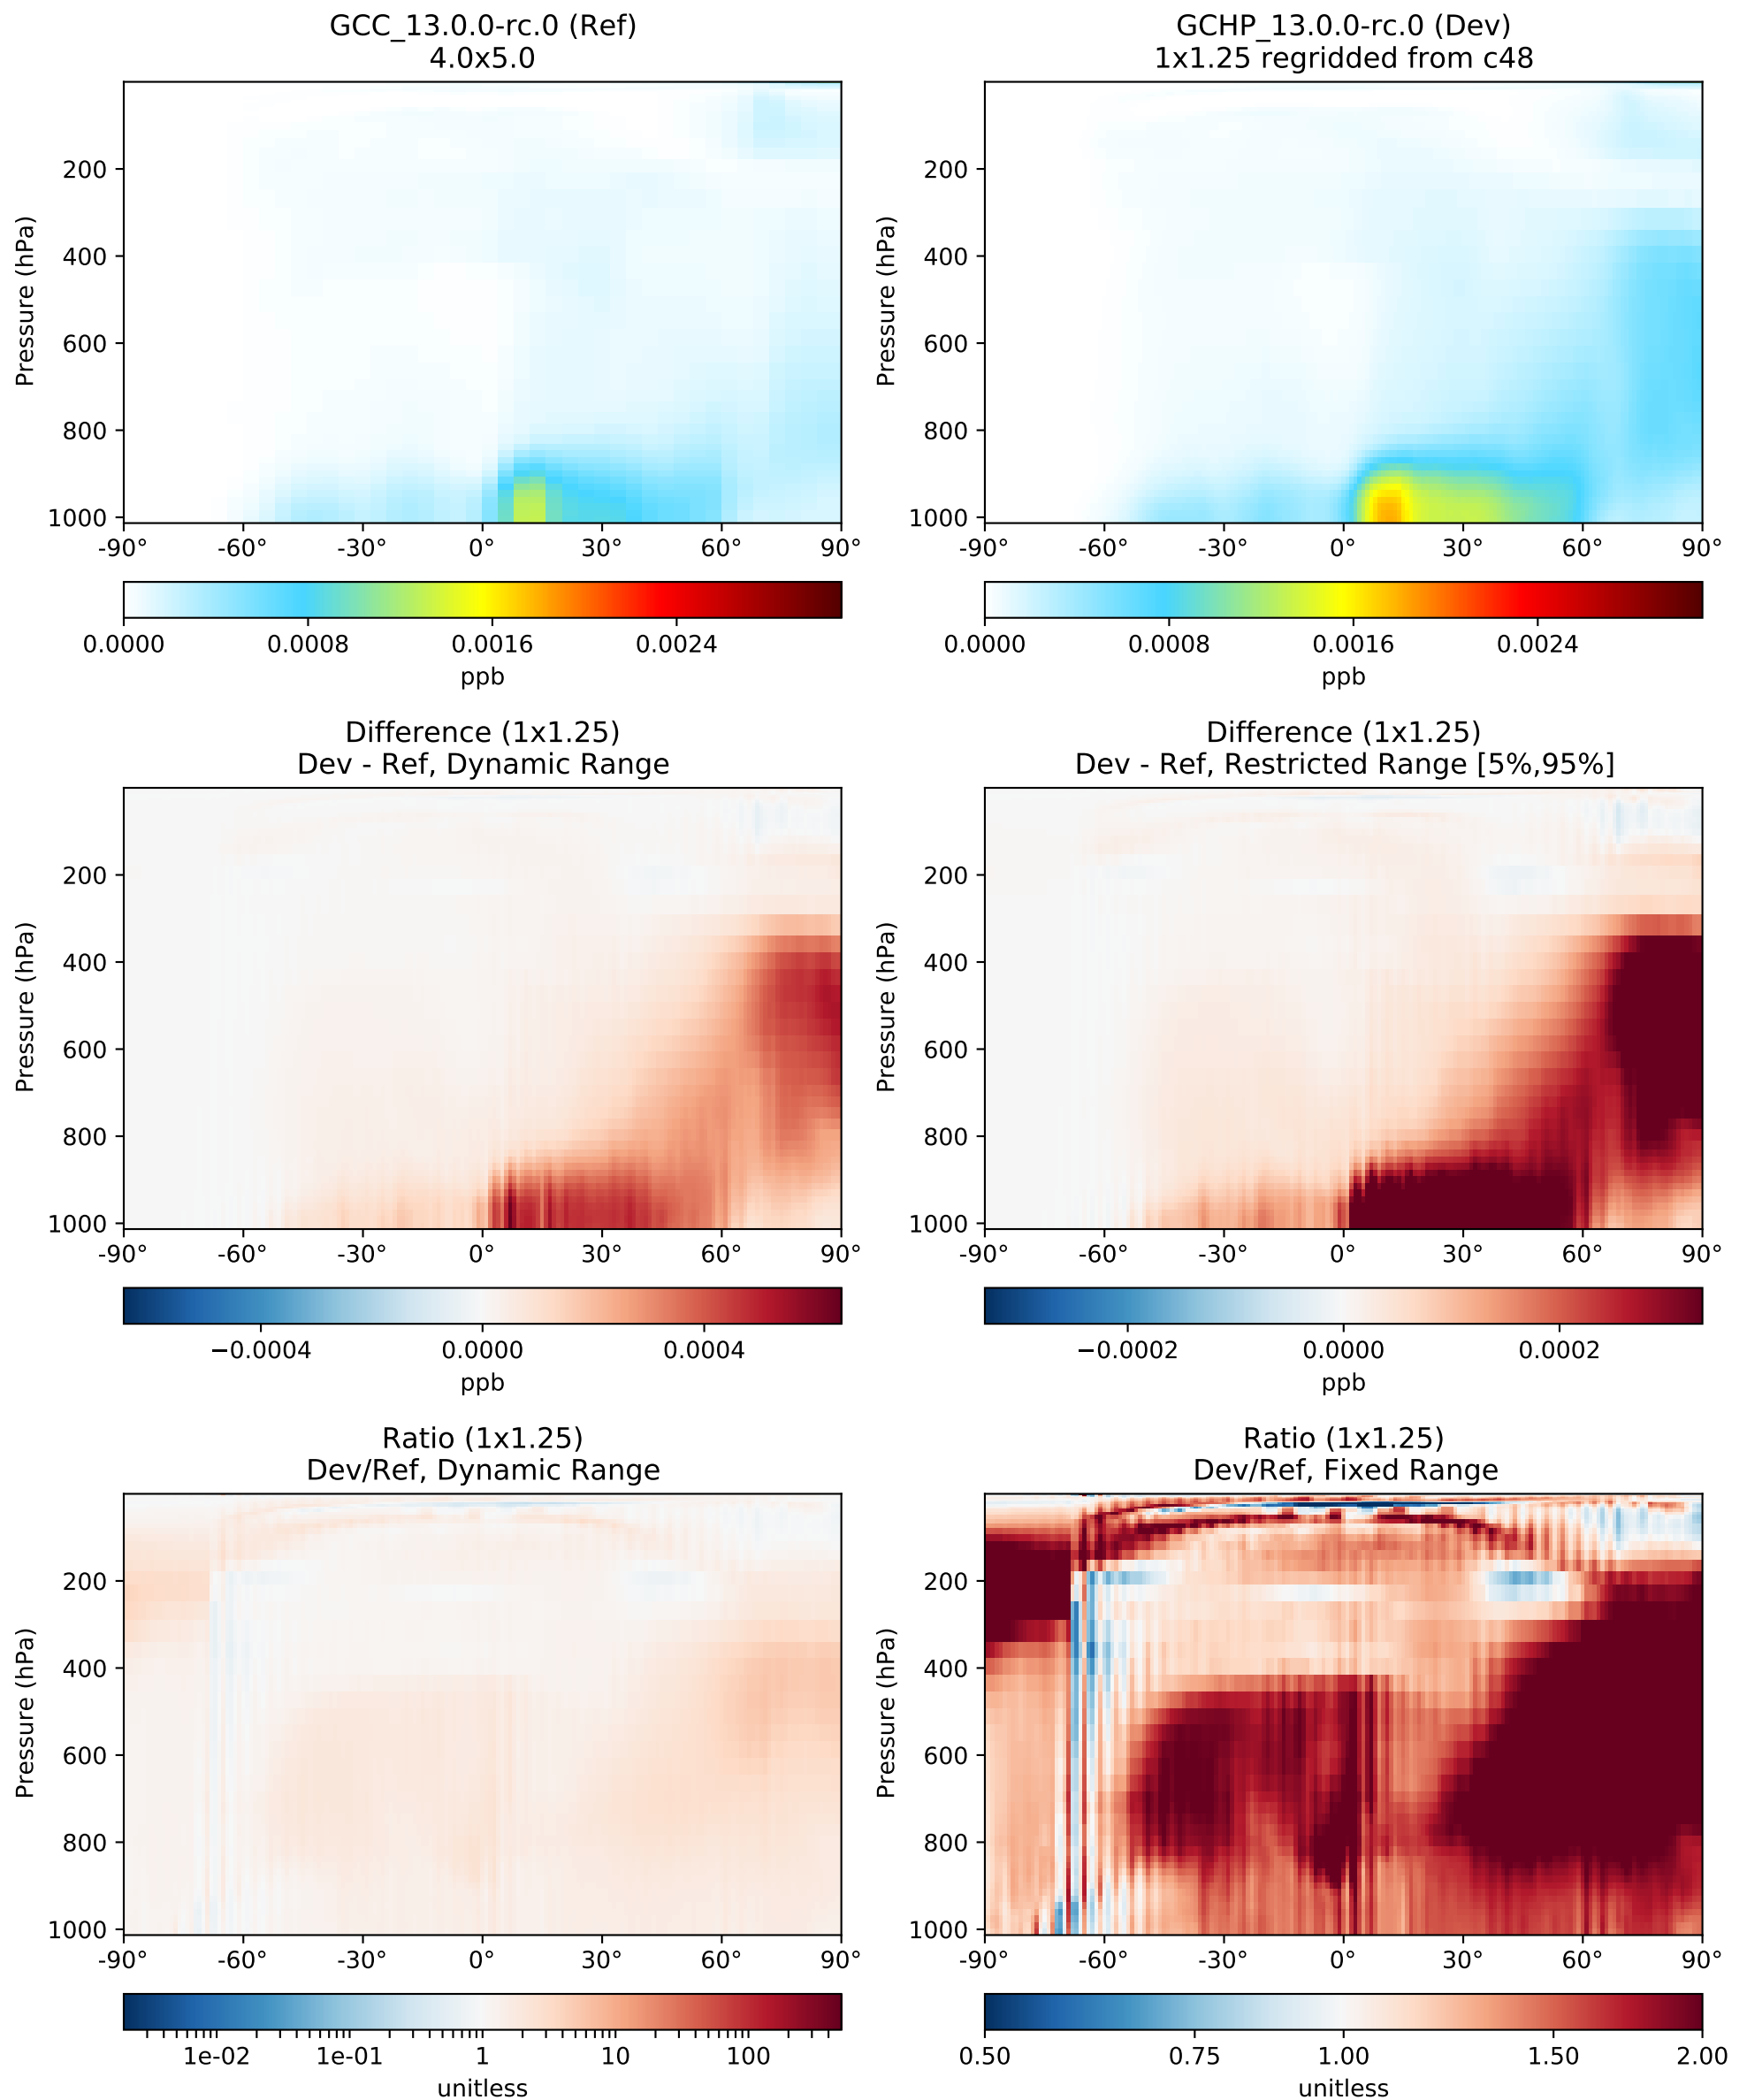 GCC_13.0.0-rc.0 (Ref)
4.0x5.0
Pressure (hPa)
200
400
600
800
1000
-90° -60° -30° 0° 30° 60° 90°
0.0000 0.0008 0.0016 0.0024
ppb
GCHP_13.0.0-rc.0 (Dev)
1x1.25 regridded from c48
Pressure (hPa)
200
400
600
800
1000
-90° -60° -30° 0° 30° 60° 90°
0.0000 0.0008 0.0016 0.0024
ppb
Difference (1x1.25)
Dev - Ref, Dynamic Range
Pressure (hPa)
200
400
600
800
1000
-90° -60° -30° 0° 30° 60° 90°
−0.0004 0.0000 0.0004
ppb
Difference (1x1.25)
Dev - Ref, Restricted Range [5%,95%]
Pressure (hPa)
200
400
600
800
1000
-90° -60° -30° 0° 30° 60° 90°
−0.0002 0.0000 0.0002
ppb
Ratio (1x1.25)
Dev/Ref, Dynamic Range
Pressure (hPa)
200
400
600
800
1000
-90° -60° -30° 0° 30° 60° 90°
1e-02 1e-01 1 10 100
unitless
Ratio (1x1.25)
Dev/Ref, Fixed Range
Pressure (hPa)
200
400
600
800
1000
-90° -60° -30° 0° 30° 60° 90°
0.50 0.75 1.00 1.50 2.00
unitless